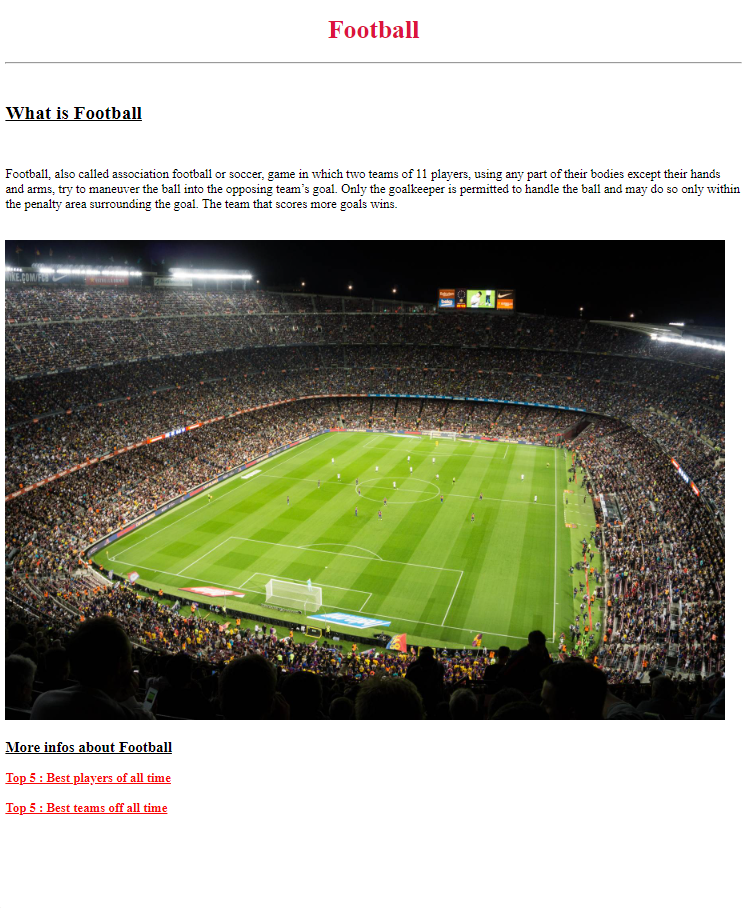 Football
What is Football
Football, also called association football or soccer, game in which two teams of 11 players, using any part of their bodies except their hands
and arms, try to maneuver the ball into the opposing team’s goal. Only the goalkeeper is permitted to handle the ball and may do so only within
the penalty area surrounding the goal. The team that scores more goals wins.
More infos about Football
Top 5 : Best players of all time
Top 5 : Best teams off all time